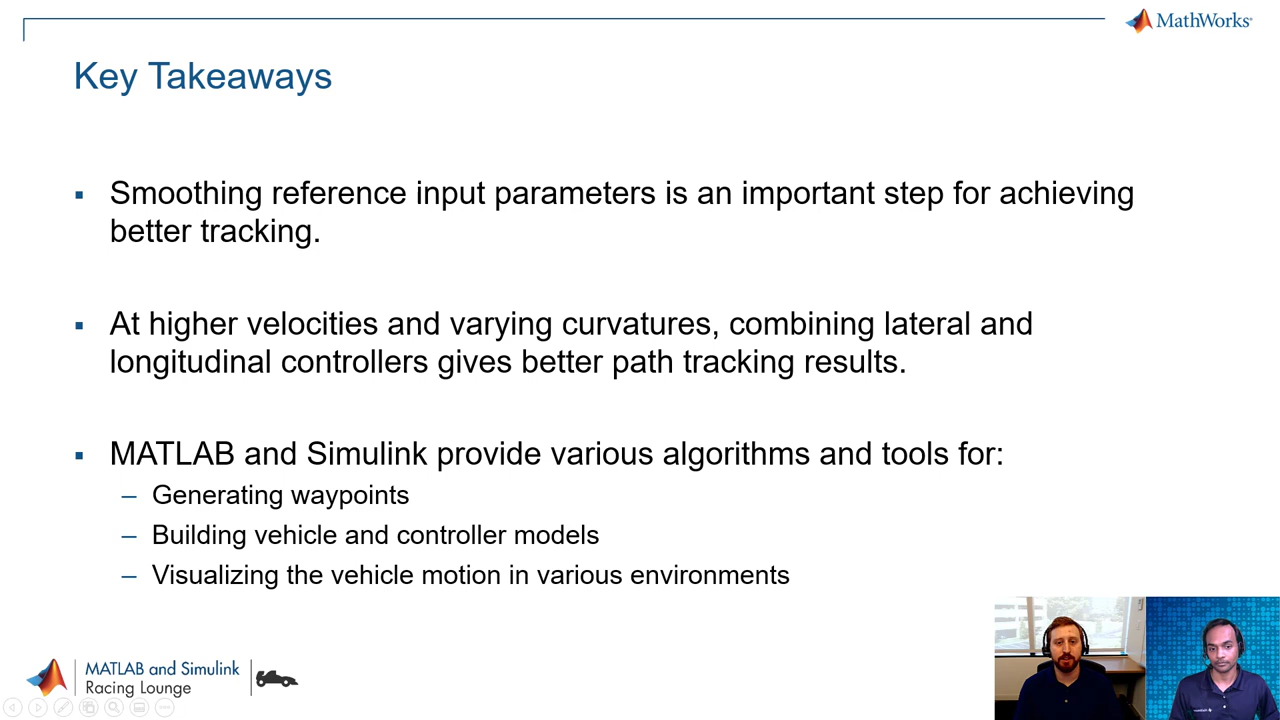 MathWorks
Key Takeaways
Smoothing reference input parameters is an important step for achieving
better tracking.
At higher velocities and varying curvatures, combining lateral and
longitudinal controllers gives better path tracking results.
MATLAB and Simulink provide various algorithms and tools for:
– Generating waypoints
– Building vehicle and controller models
– Visualizing the vehicle motion in various environments
MATLAB and Simulink
Racing Lounge